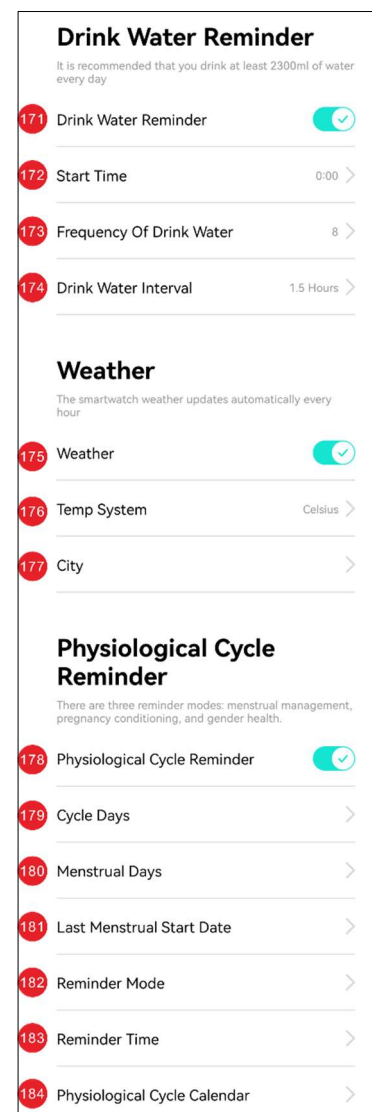 Drink Water Reminder
It is recommended that you drink at least 2300ml of water
every day
171 Drink Water Reminder
172 Start Time 0:00
173 Frequency Of Drink Water 8
174 Drink Water Interval 1.5 Hours
Weather
The smartwatch weather updates automatically every
hour
175 Weather
176 Temp System Celsius
177 City
Physiological Cycle
Reminder
There are three reminder modes: menstrual management,
pregnancy conditioning, and gender health.
178 Physiological Cycle Reminder
179 Cycle Days
180 Menstrual Days
181 Last Menstrual Start Date
182 Reminder Mode
183 Reminder Time
184 Physiological Cycle Calendar